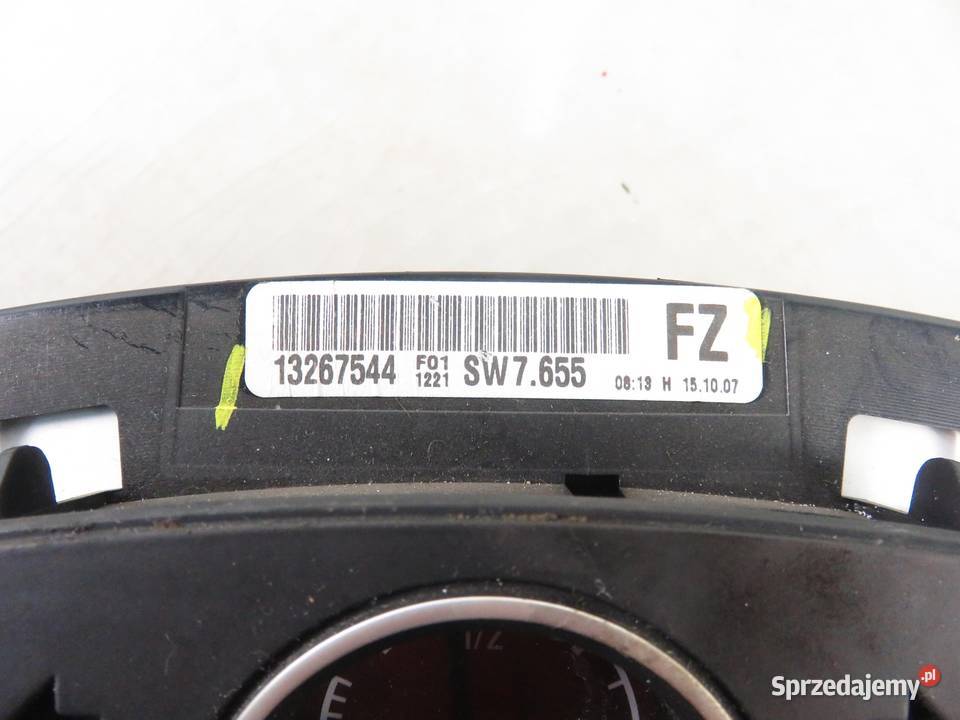 FZ
13267544 F01 1221 SW7.655 08:13 H 15.10.07
1/2
Sprzedajemy.pl